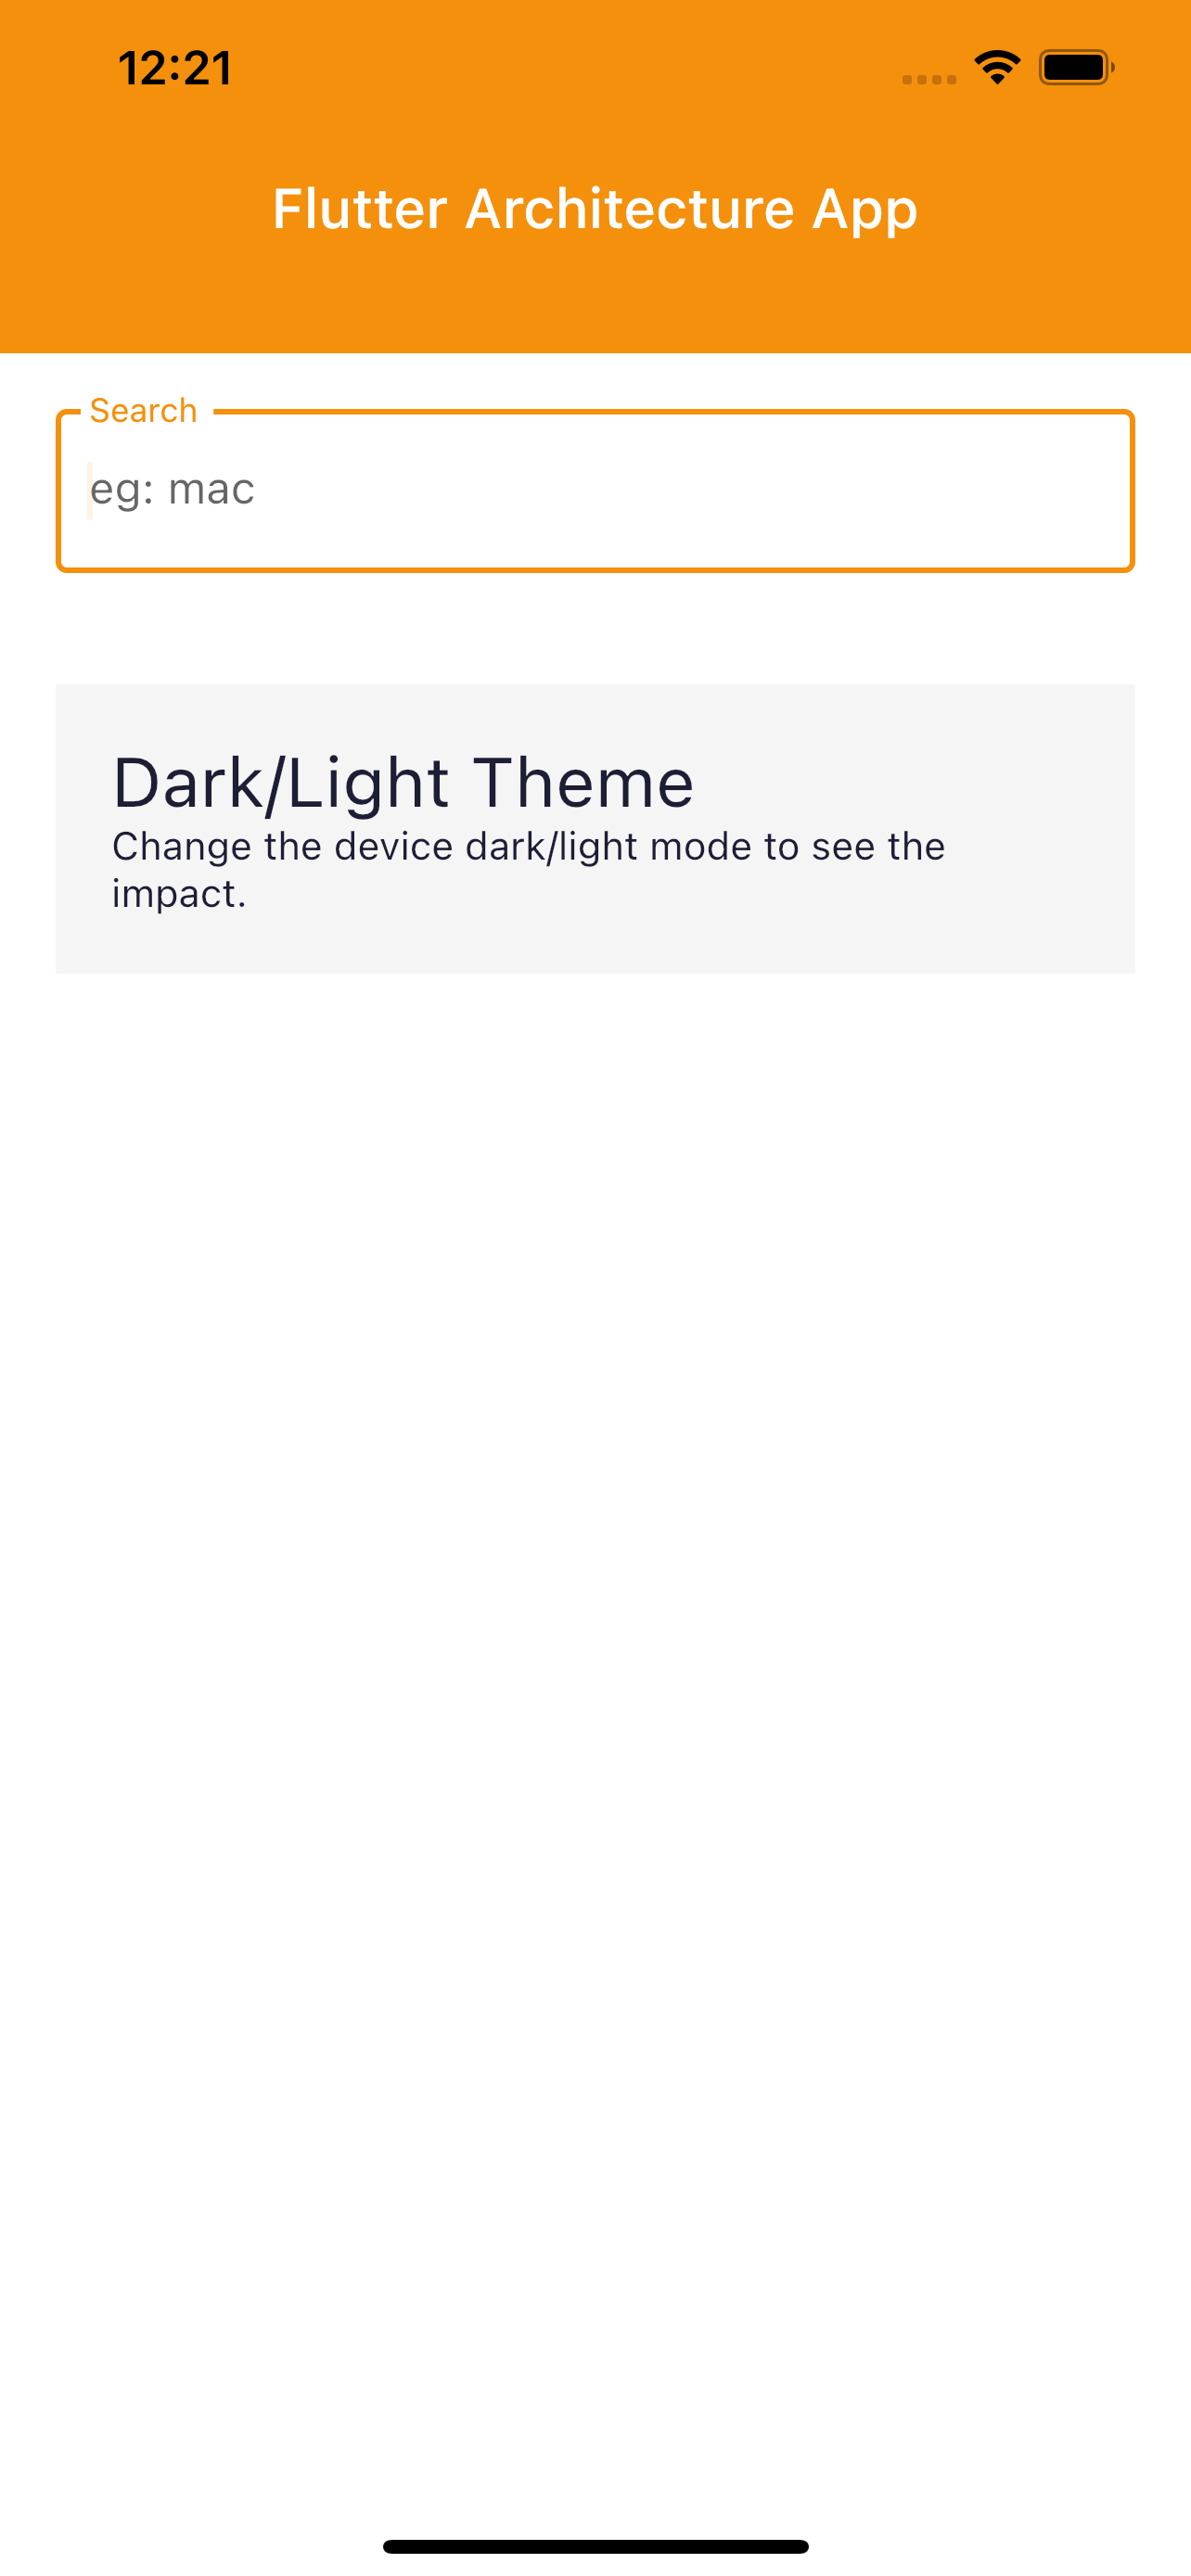 12:21
Flutter Architecture App
Search
eg: mac
Dark/Light Theme
Change the device dark/light mode to see the
impact.